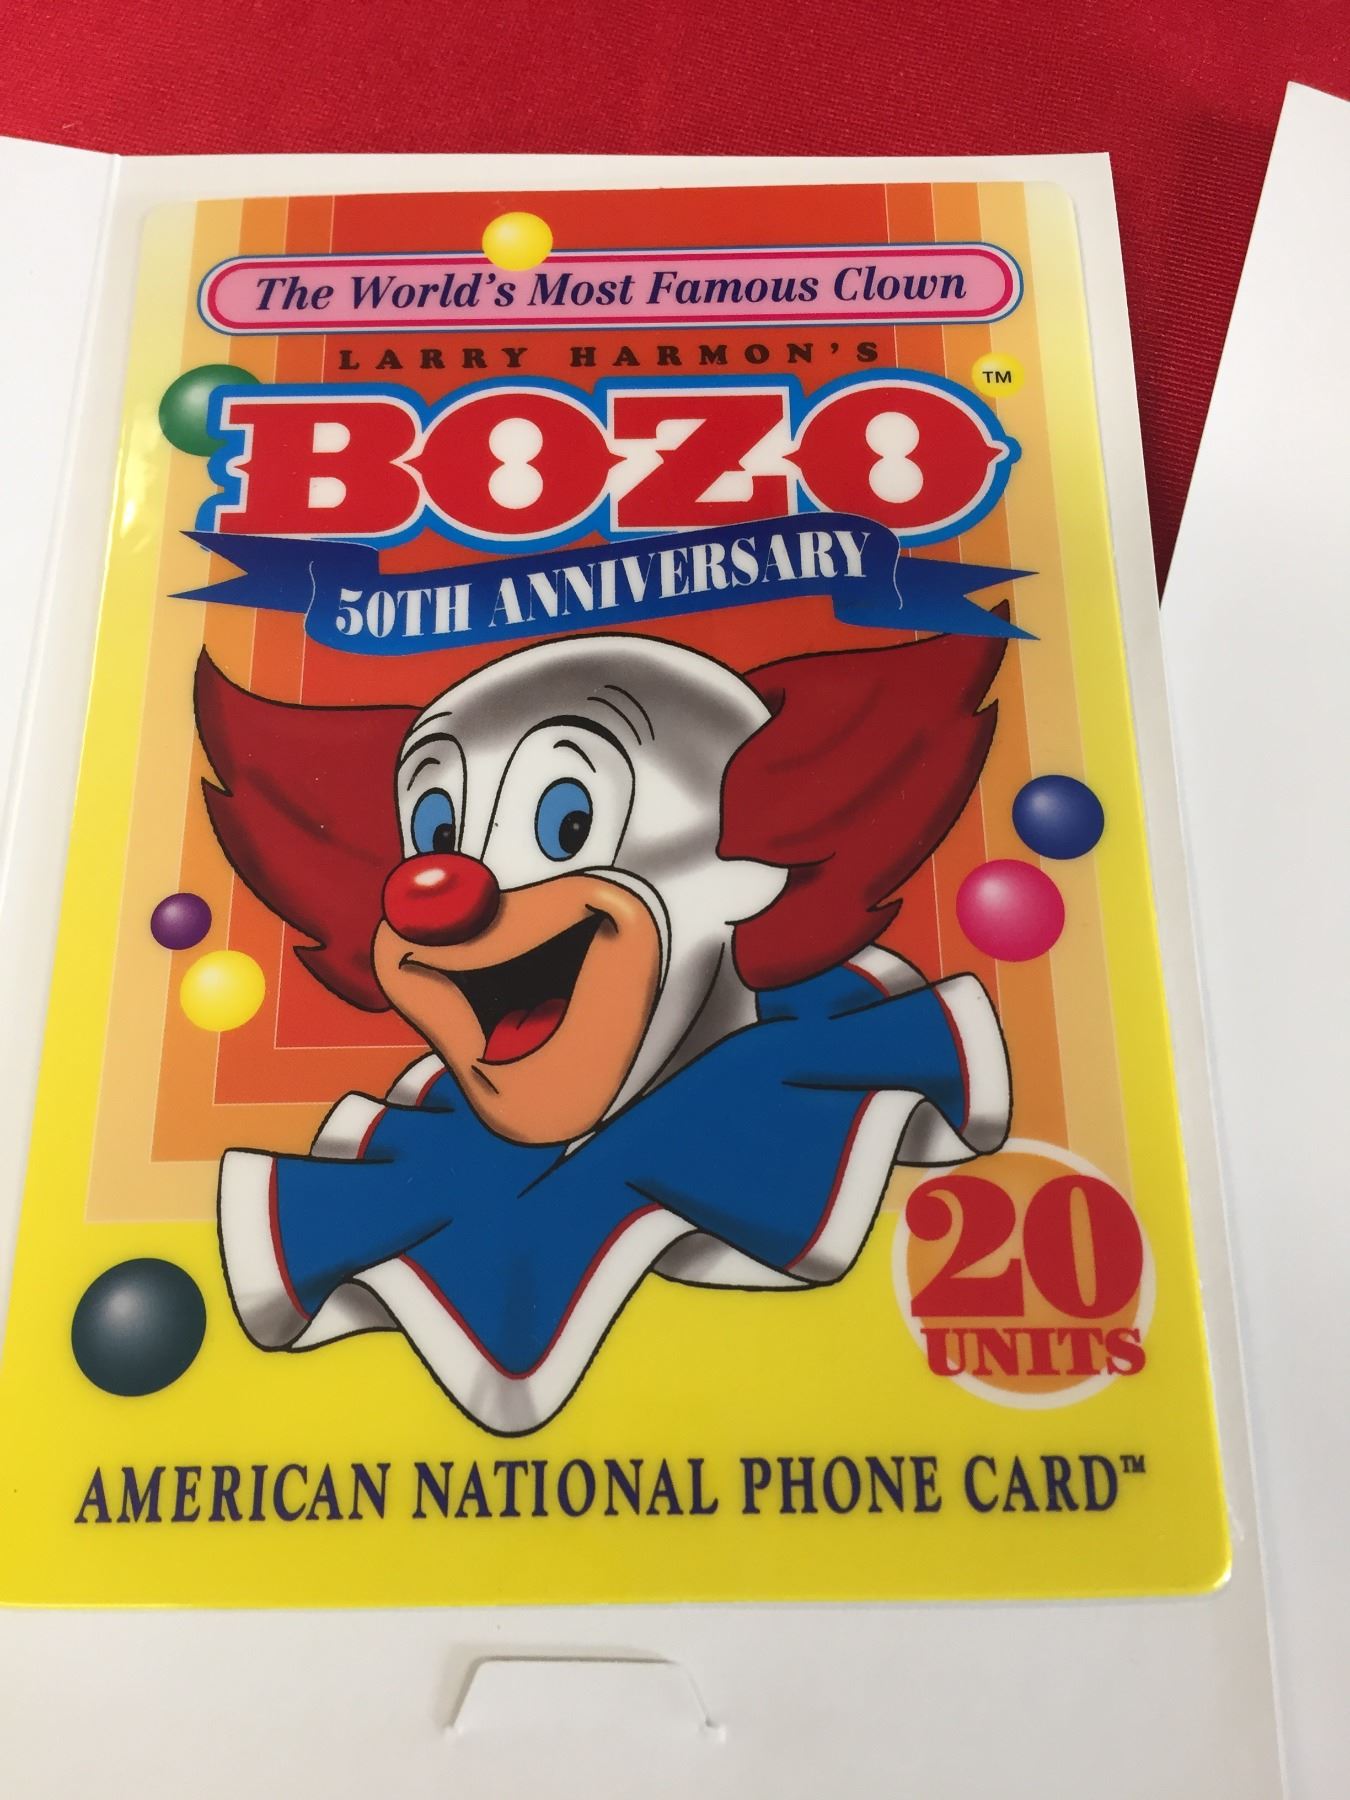 The World's Most Famous Clown
LARRY HARMON'S
BOZO TM
50TH ANNIVERSARY
20
UNITS
AMERICAN NATIONAL PHONE CARD™